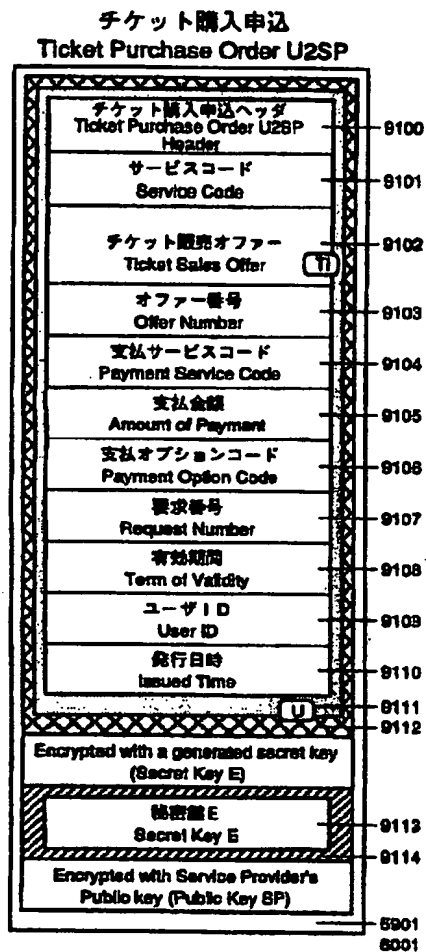 チケット購入申込
Ticket Purchase Order U2SP
チケット購入申込ヘッダ
Ticket Purchase Order U2SP
Header
9100
サービスコード
Service Code
9101
チケット販売オファー
Ticket Sales Offer
Ti
9102
オファー番号
Offer Number
9103
支払サービスコード
Payment Service Code
9104
支払金額
Amount of Payment
9105
支払オプションコード
Payment Option Code
9106
要求番号
Request Number
9107
有効期間
Term of Validity
9108
ユーザID
User ID
9109
発行日時
Issued Time
9110
U
9111
9112
Encrypted with a generated secret key
(Secret Key E)
秘密鍵E
Secret Key E
9113
9114
Encrypted with Service Provider's
Public key (Public Key SP)
5901
6001